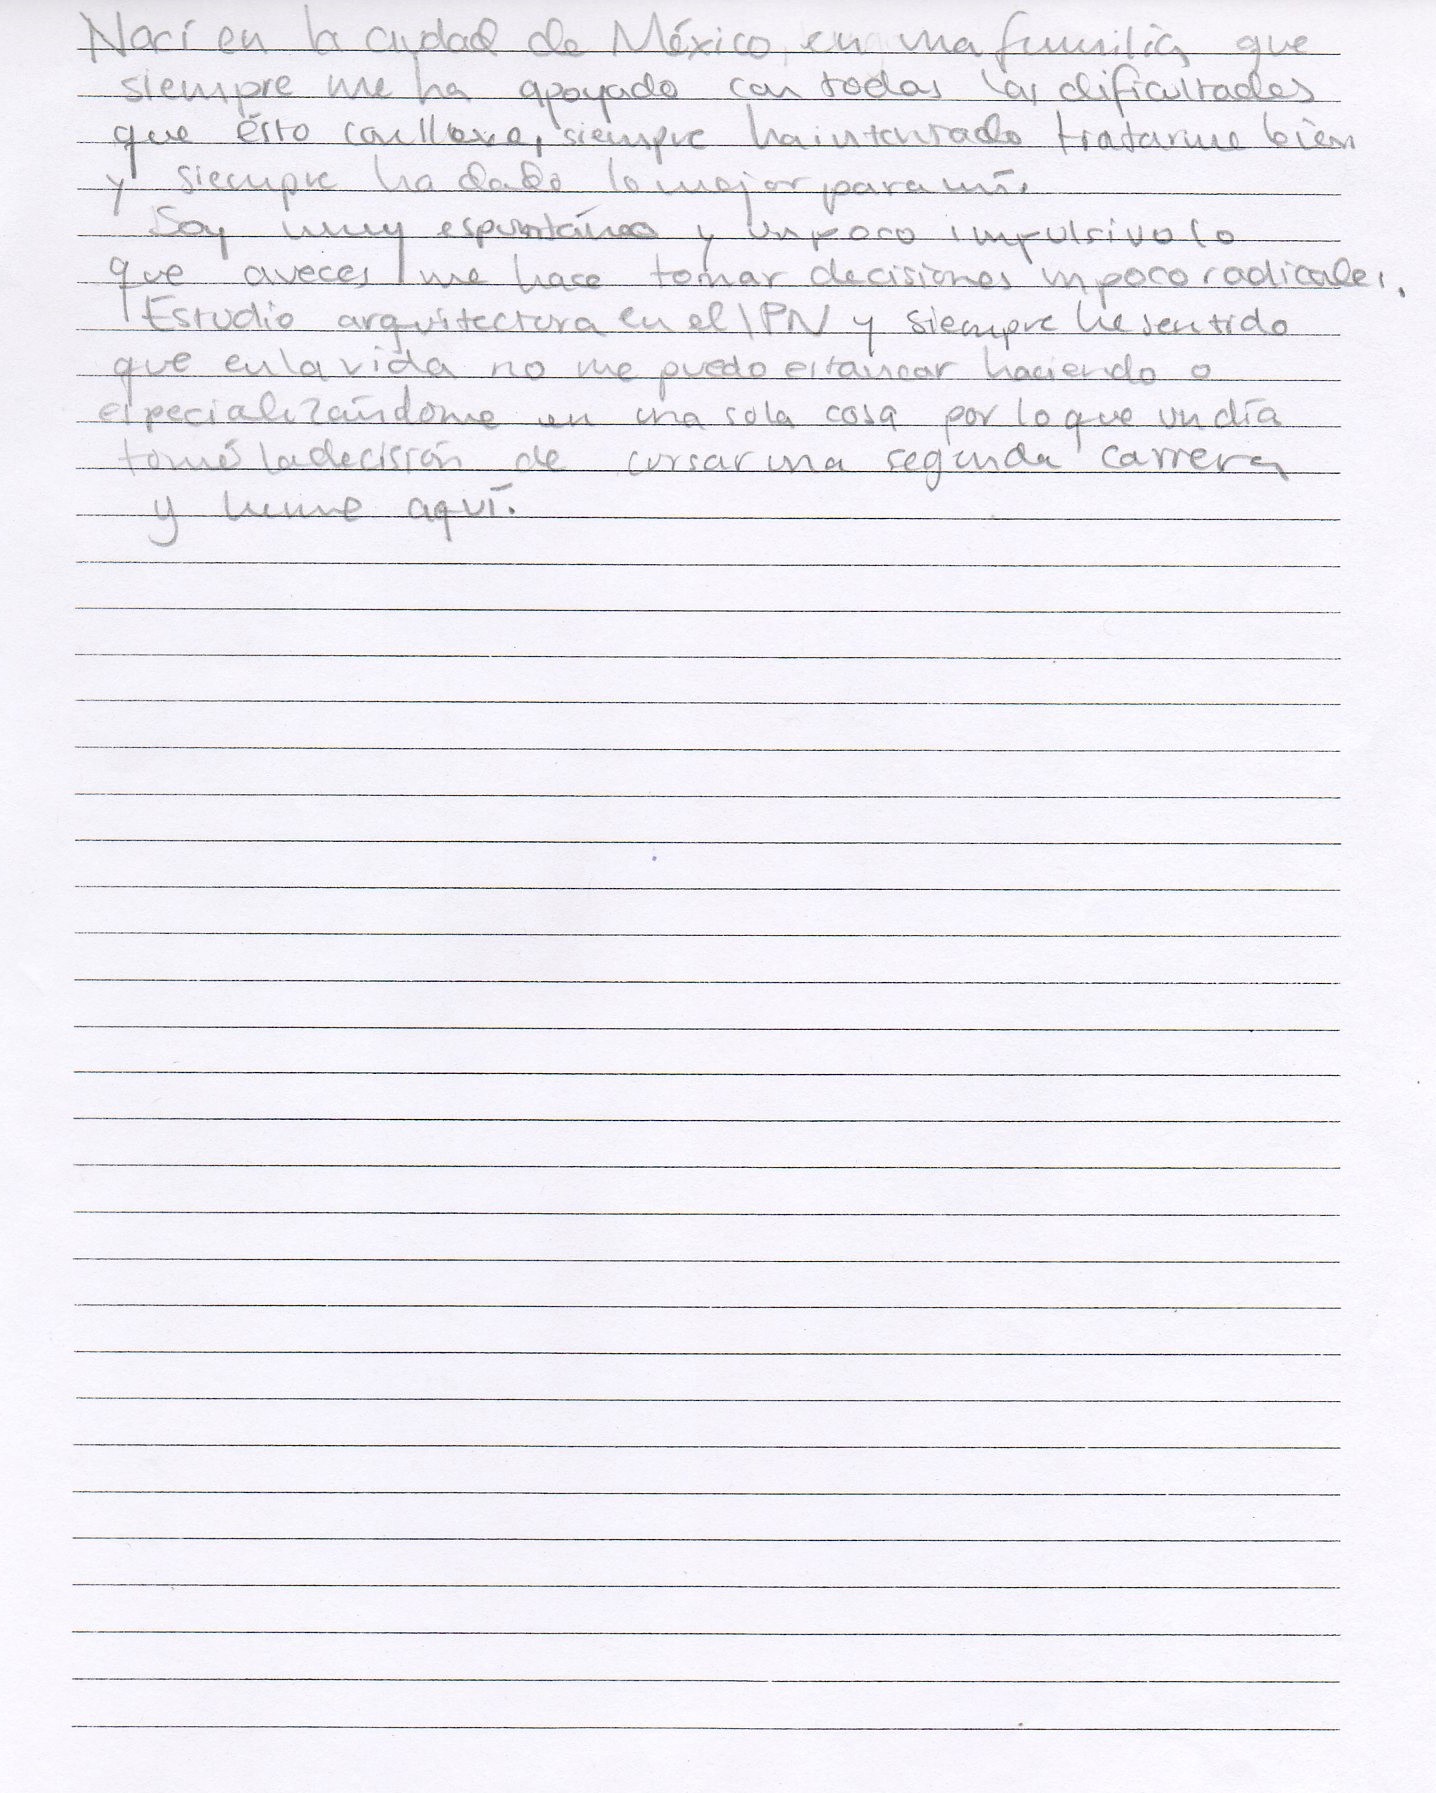 Nací en la ciudad de México, en una familia, que
siempre me ha apoyado con todas las dificultades
que ésto conlleva, siempre ha intentado tratarme bien
y siempre ha dado lo mejor para mí.
Soy muy espontáneo y un poco impulsivo lo
que aveces me hace tomar decisiones un poco radicales.
Estudio arquitectura en el IPN y siempre he sentido
que en la vida no me puedo estancar haciendo o
especializándome en una sola cosa por lo que un día
tomé la decisión de cursar una segunda carrera
y heme aquí.